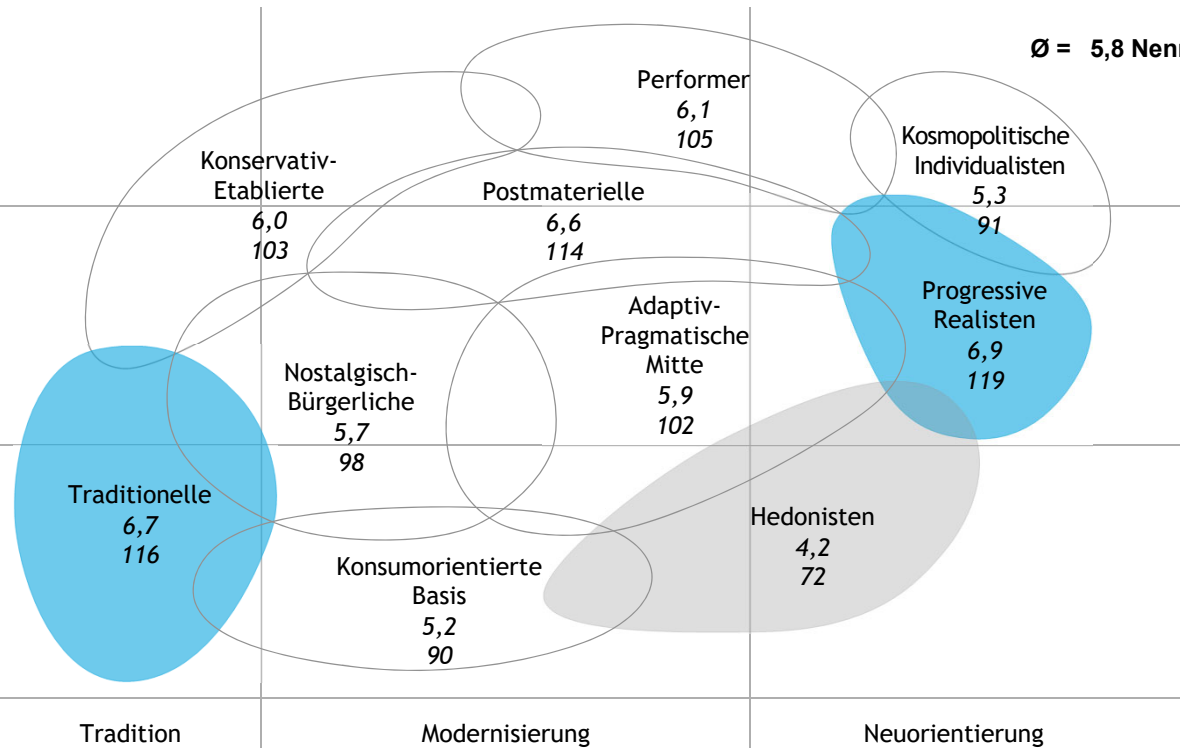 Ø = 5,8
Performer
6,1
105
Kosmopolitische
Individualisten
5,3
91
Konservativ-
Etablierte
6,0
103
Postmaterielle
6,6
114
Progressive
Realisten
6,9
119
Adaptiv-
Pragmatische
Mitte
5,9
102
Nostalgisch-
Bürgerliche
5,7
98
Traditionelle
6,7
116
Hedonisten
4,2
72
Konsumorientierte
Basis
5,2
90
Tradition
Modernisierung
Neuorientierung